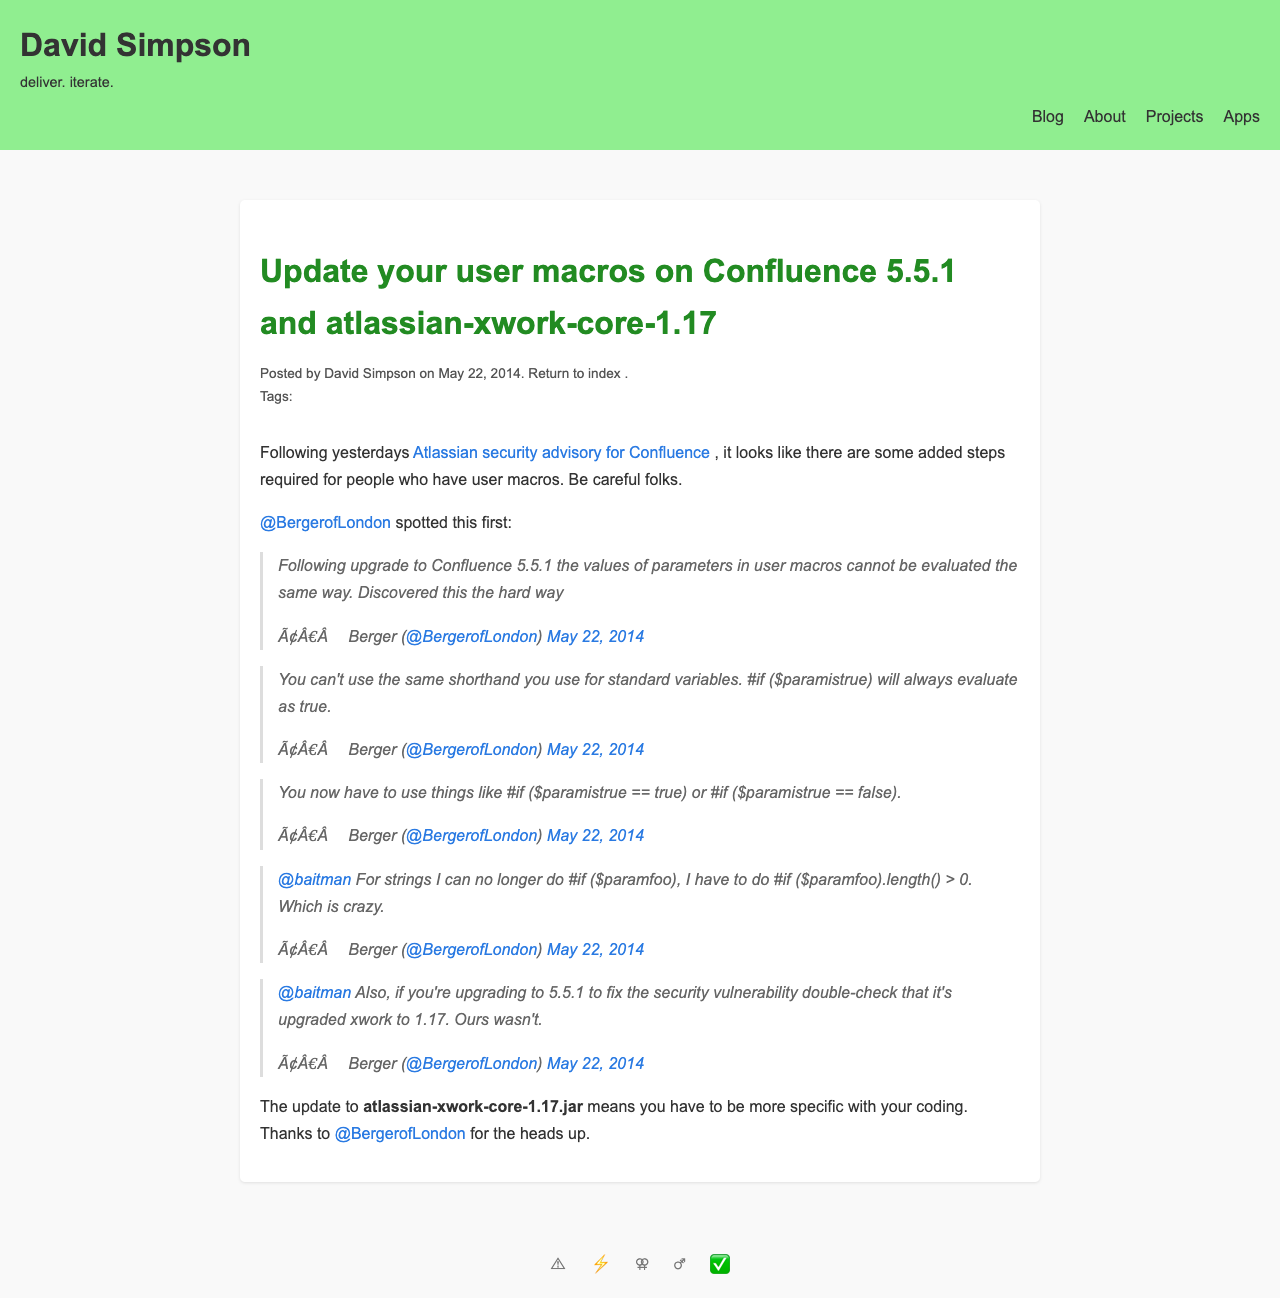 David Simpson
deliver. iterate.
Blog About Projects Apps
Update your user macros on Confluence 5.5.1
and atlassian-xwork-core-1.17
Posted by David Simpson on May 22, 2014. Return to index .
Tags:
Following yesterdays Atlassian security advisory for Confluence , it looks like there are some added steps
required for people who have user macros. Be careful folks.
@BergerofLondon spotted this first:
Following upgrade to Confluence 5.5.1 the values of parameters in user macros cannot be evaluated the
same way. Discovered this the hard way
Ã¢Â€Â Berger (@BergerofLondon) May 22, 2014
You can't use the same shorthand you use for standard variables. #if ($paramistrue) will always evaluate
as true.
Ã¢Â€Â Berger (@BergerofLondon) May 22, 2014
You now have to use things like #if ($paramistrue == true) or #if ($paramistrue == false).
Ã¢Â€Â Berger (@BergerofLondon) May 22, 2014
@baitman For strings I can no longer do #if ($paramfoo), I have to do #if ($paramfoo).length() > 0.
Which is crazy.
Ã¢Â€Â Berger (@BergerofLondon) May 22, 2014
@baitman Also, if you're upgrading to 5.5.1 to fix the security vulnerability double-check that it's
upgraded xwork to 1.17. Ours wasn't.
Ã¢Â€Â Berger (@BergerofLondon) May 22, 2014
The update to atlassian-xwork-core-1.17.jar means you have to be more specific with your coding.
Thanks to @BergerofLondon for the heads up.
⚠ ⚡ ⚢ ♂ ✅